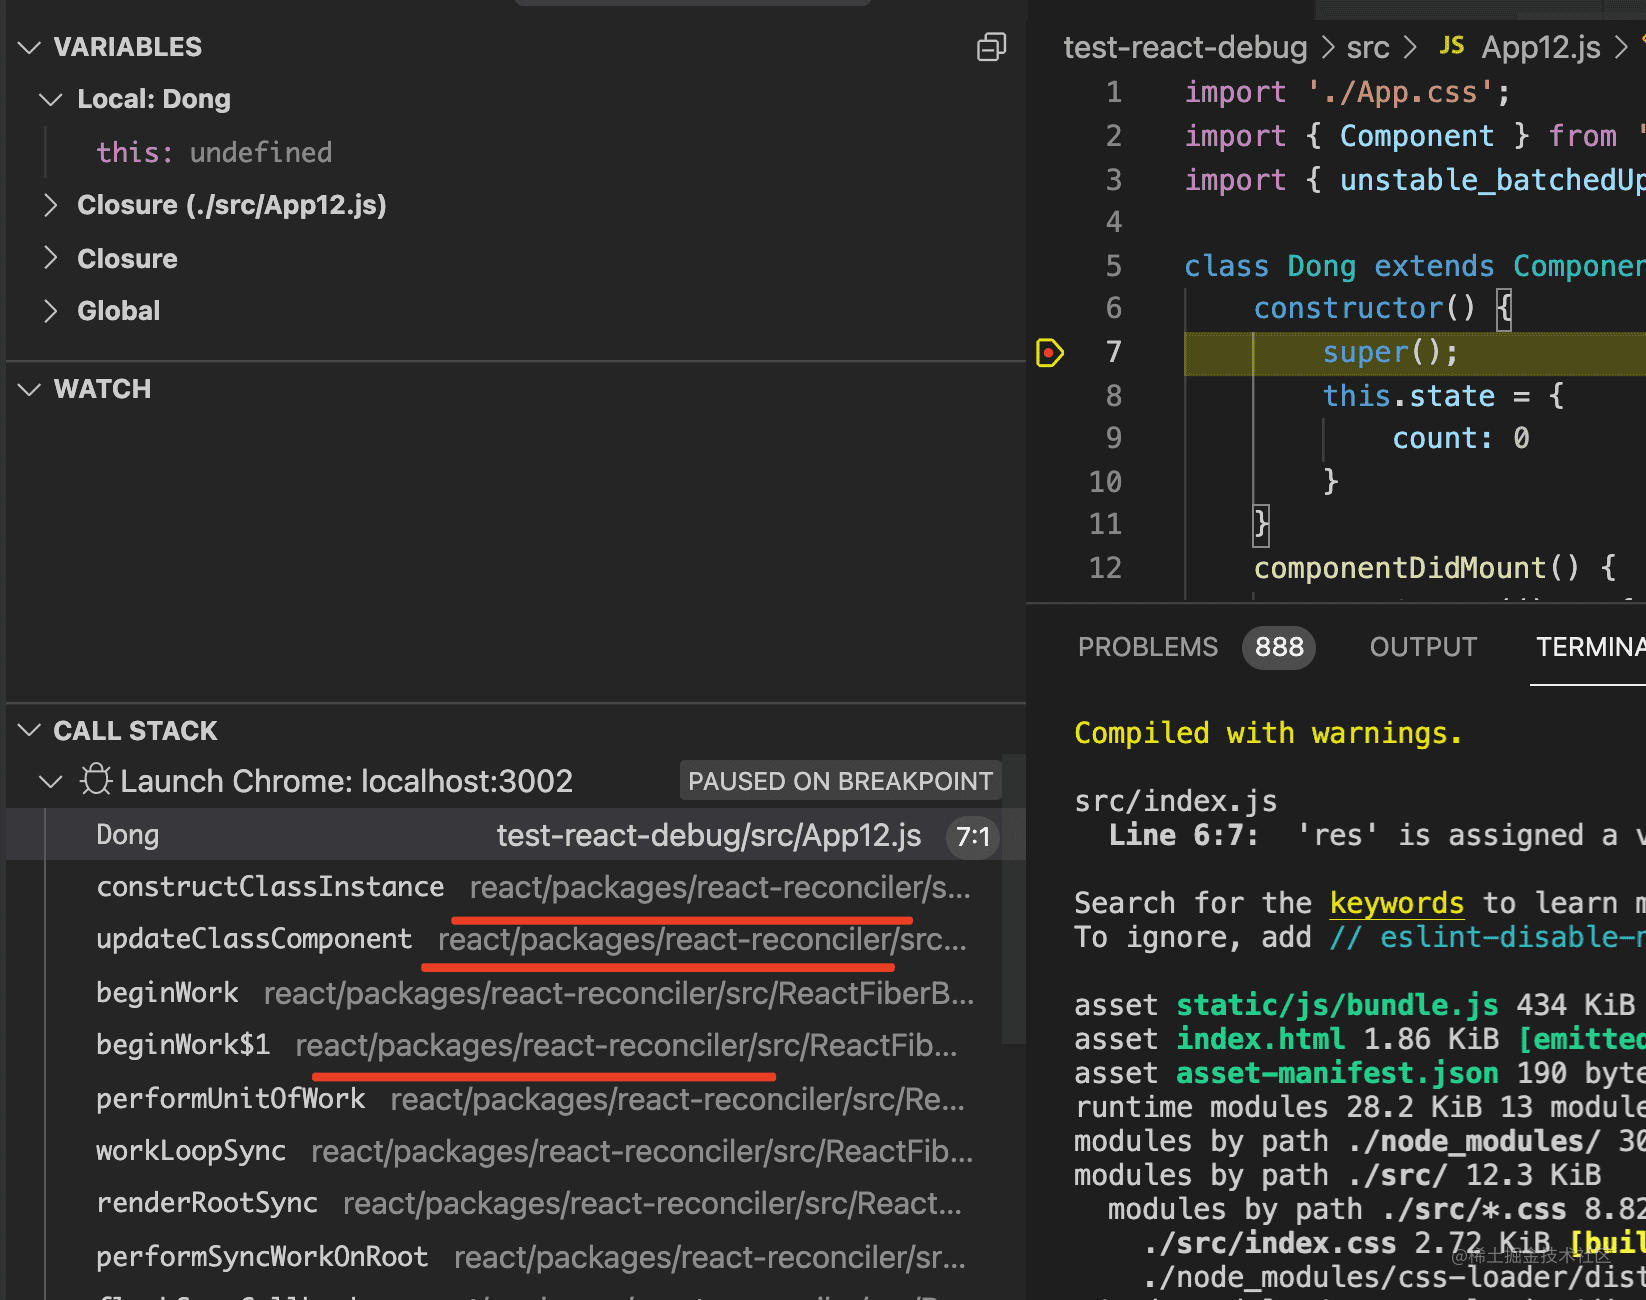 VARIABLES
Local: Dong
this: undefined
Closure (./src/App12.js)
Closure
Global
WATCH
CALL STACK
Launch Chrome: localhost:3002 PAUSED ON BREAKPOINT
Dong test-react-debug/src/App12.js 7:1
constructClassInstance react/packages/react-reconciler/s...
updateClassComponent react/packages/react-reconciler/src...
beginWork react/packages/react-reconciler/src/ReactFiberB...
beginWork$1 react/packages/react-reconciler/src/ReactFib...
performUnitOfWork react/packages/react-reconciler/src/Re...
workLoopSync react/packages/react-reconciler/src/ReactFib...
renderRootSync react/packages/react-reconciler/src/React...
performSyncWorkOnRoot react/packages/react-reconciler/sr...
test-react-debug > src > JS App12.js >
1 import './App.css';
2 import { Component } from '
3 import { unstable_batchedUp
4
5 class Dong extends Componen
6 constructor() {
7 super();
8 this.state = {
9 count: 0
10 }
11 }
12 componentDidMount() {
PROBLEMS 888 OUTPUT TERMINA
Compiled with warnings.
src/index.js
Line 6:7: 'res' is assigned a v
Search for the keywords to learn m
To ignore, add // eslint-disable-n
asset static/js/bundle.js 434 KiB
asset index.html 1.86 KiB [emitted
asset asset-manifest.json 190 byte
runtime modules 28.2 KiB 13 module
modules by path ./node_modules/ 30
modules by path ./src/ 12.3 KiB
modules by path ./src/*.css 8.82
./src/index.css 2.72 KiB [buil
./node_modules/css-loader/dist
@稀土掘金技术社区